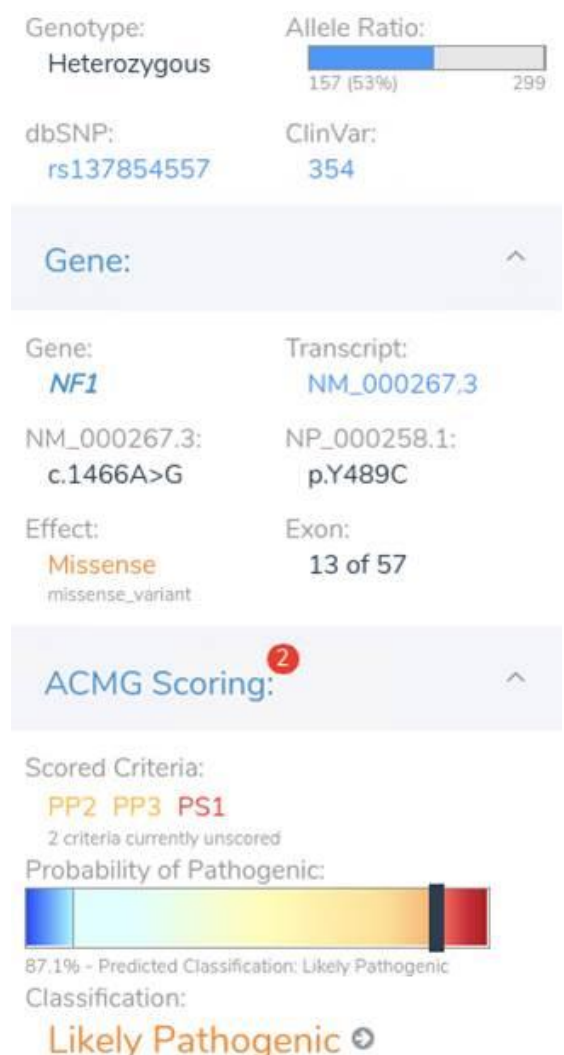 Genotype: Allele Ratio:
Heterozygous
157 (53%) 299
dbSNP: ClinVar:
rs137854557 354
Gene:
Gene: Transcript:
NF1 NM_000267.3
NM_000267.3: NP_000258.1:
c.1466A>G p.Y489C
Effect: Exon:
Missense 13 of 57
missense_variant
ACMG Scoring: 2
Scored Criteria:
PP2 PP3 PS1
2 criteria currently unscored
Probability of Pathogenic:
87.1% - Predicted Classification: Likely Pathogenic
Classification:
Likely Pathogenic